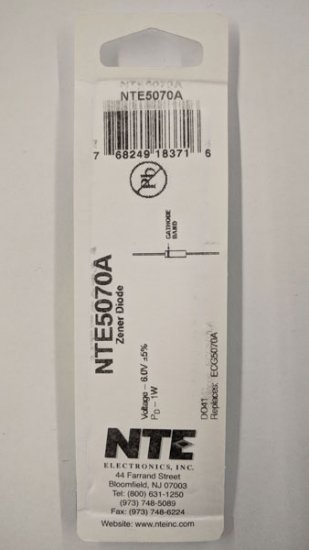 NTE5070A
7 68249 18371 6
Pb
CATHODE
BAND
NTE5070A
Zener Diode
Voltage – 6.0V ±5%
PD – 1W
DO41
Replaces: ECG5070A
NTE
ELECTRONICS, INC.
44 Farrand Street
Bloomfield, NJ 07003
Tel: (800) 631-1250
(973) 748-5089
Fax: (973) 748-6224
Website: www.nteinc.com